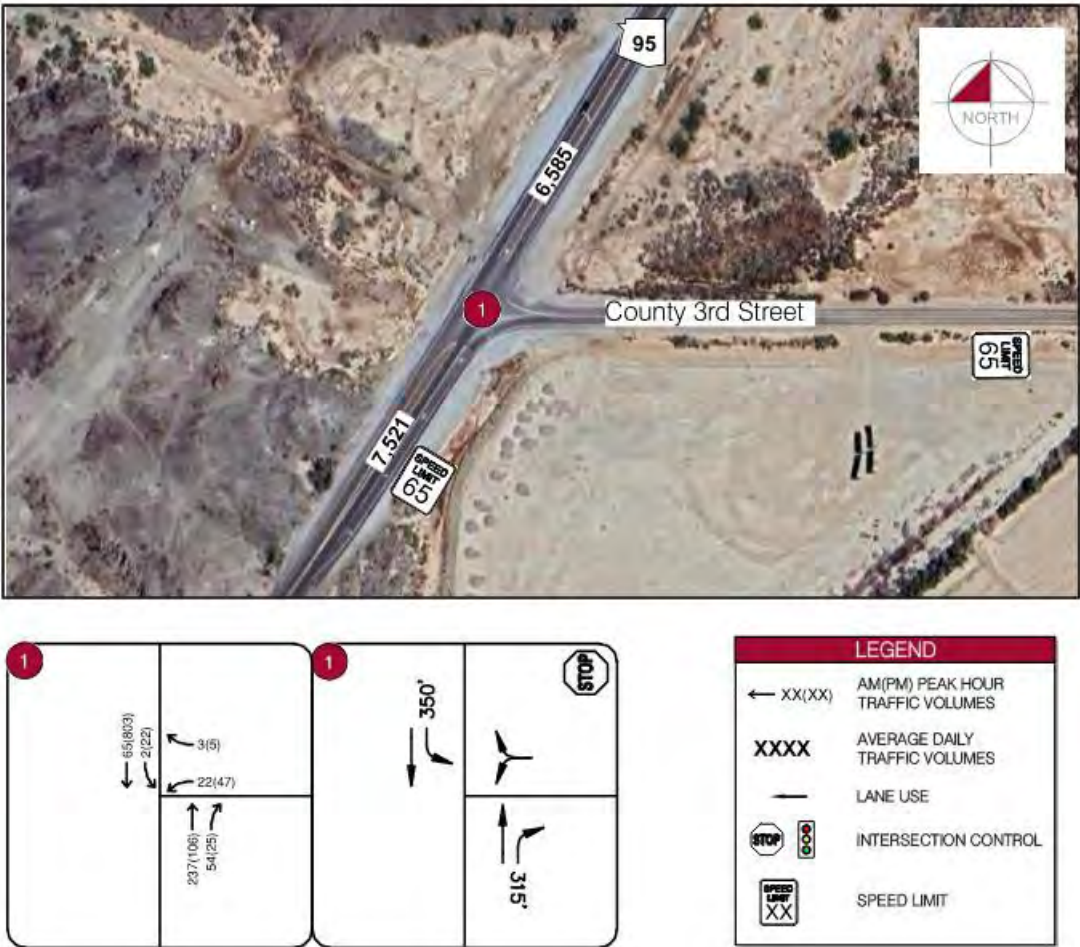 95
NORTH
6,585
1
County 3rd Street
SPEED
LIMIT
65
7,521
SPEED
LIMIT
65
1
65(803)
2(22)
3(5)
22(47)
237(106)
54(25)
1
STOP
350'
315'
LEGEND
XX(XX)
AM(PM) PEAK HOUR
TRAFFIC VOLUMES
XXXX
AVERAGE DAILY
TRAFFIC VOLUMES
LANE USE
STOP
INTERSECTION CONTROL
SPEED
LIMIT
XX
SPEED LIMIT